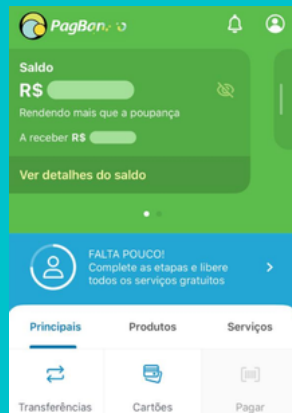 Saldo
R$
Rendendo mais que a poupança
A receber R$
Ver detalhes do saldo
FALTA POUCO!
Complete as etapas e libere
todos os serviços gratuitos
Principais Produtos Serviços
Transferências Cartões Pagar